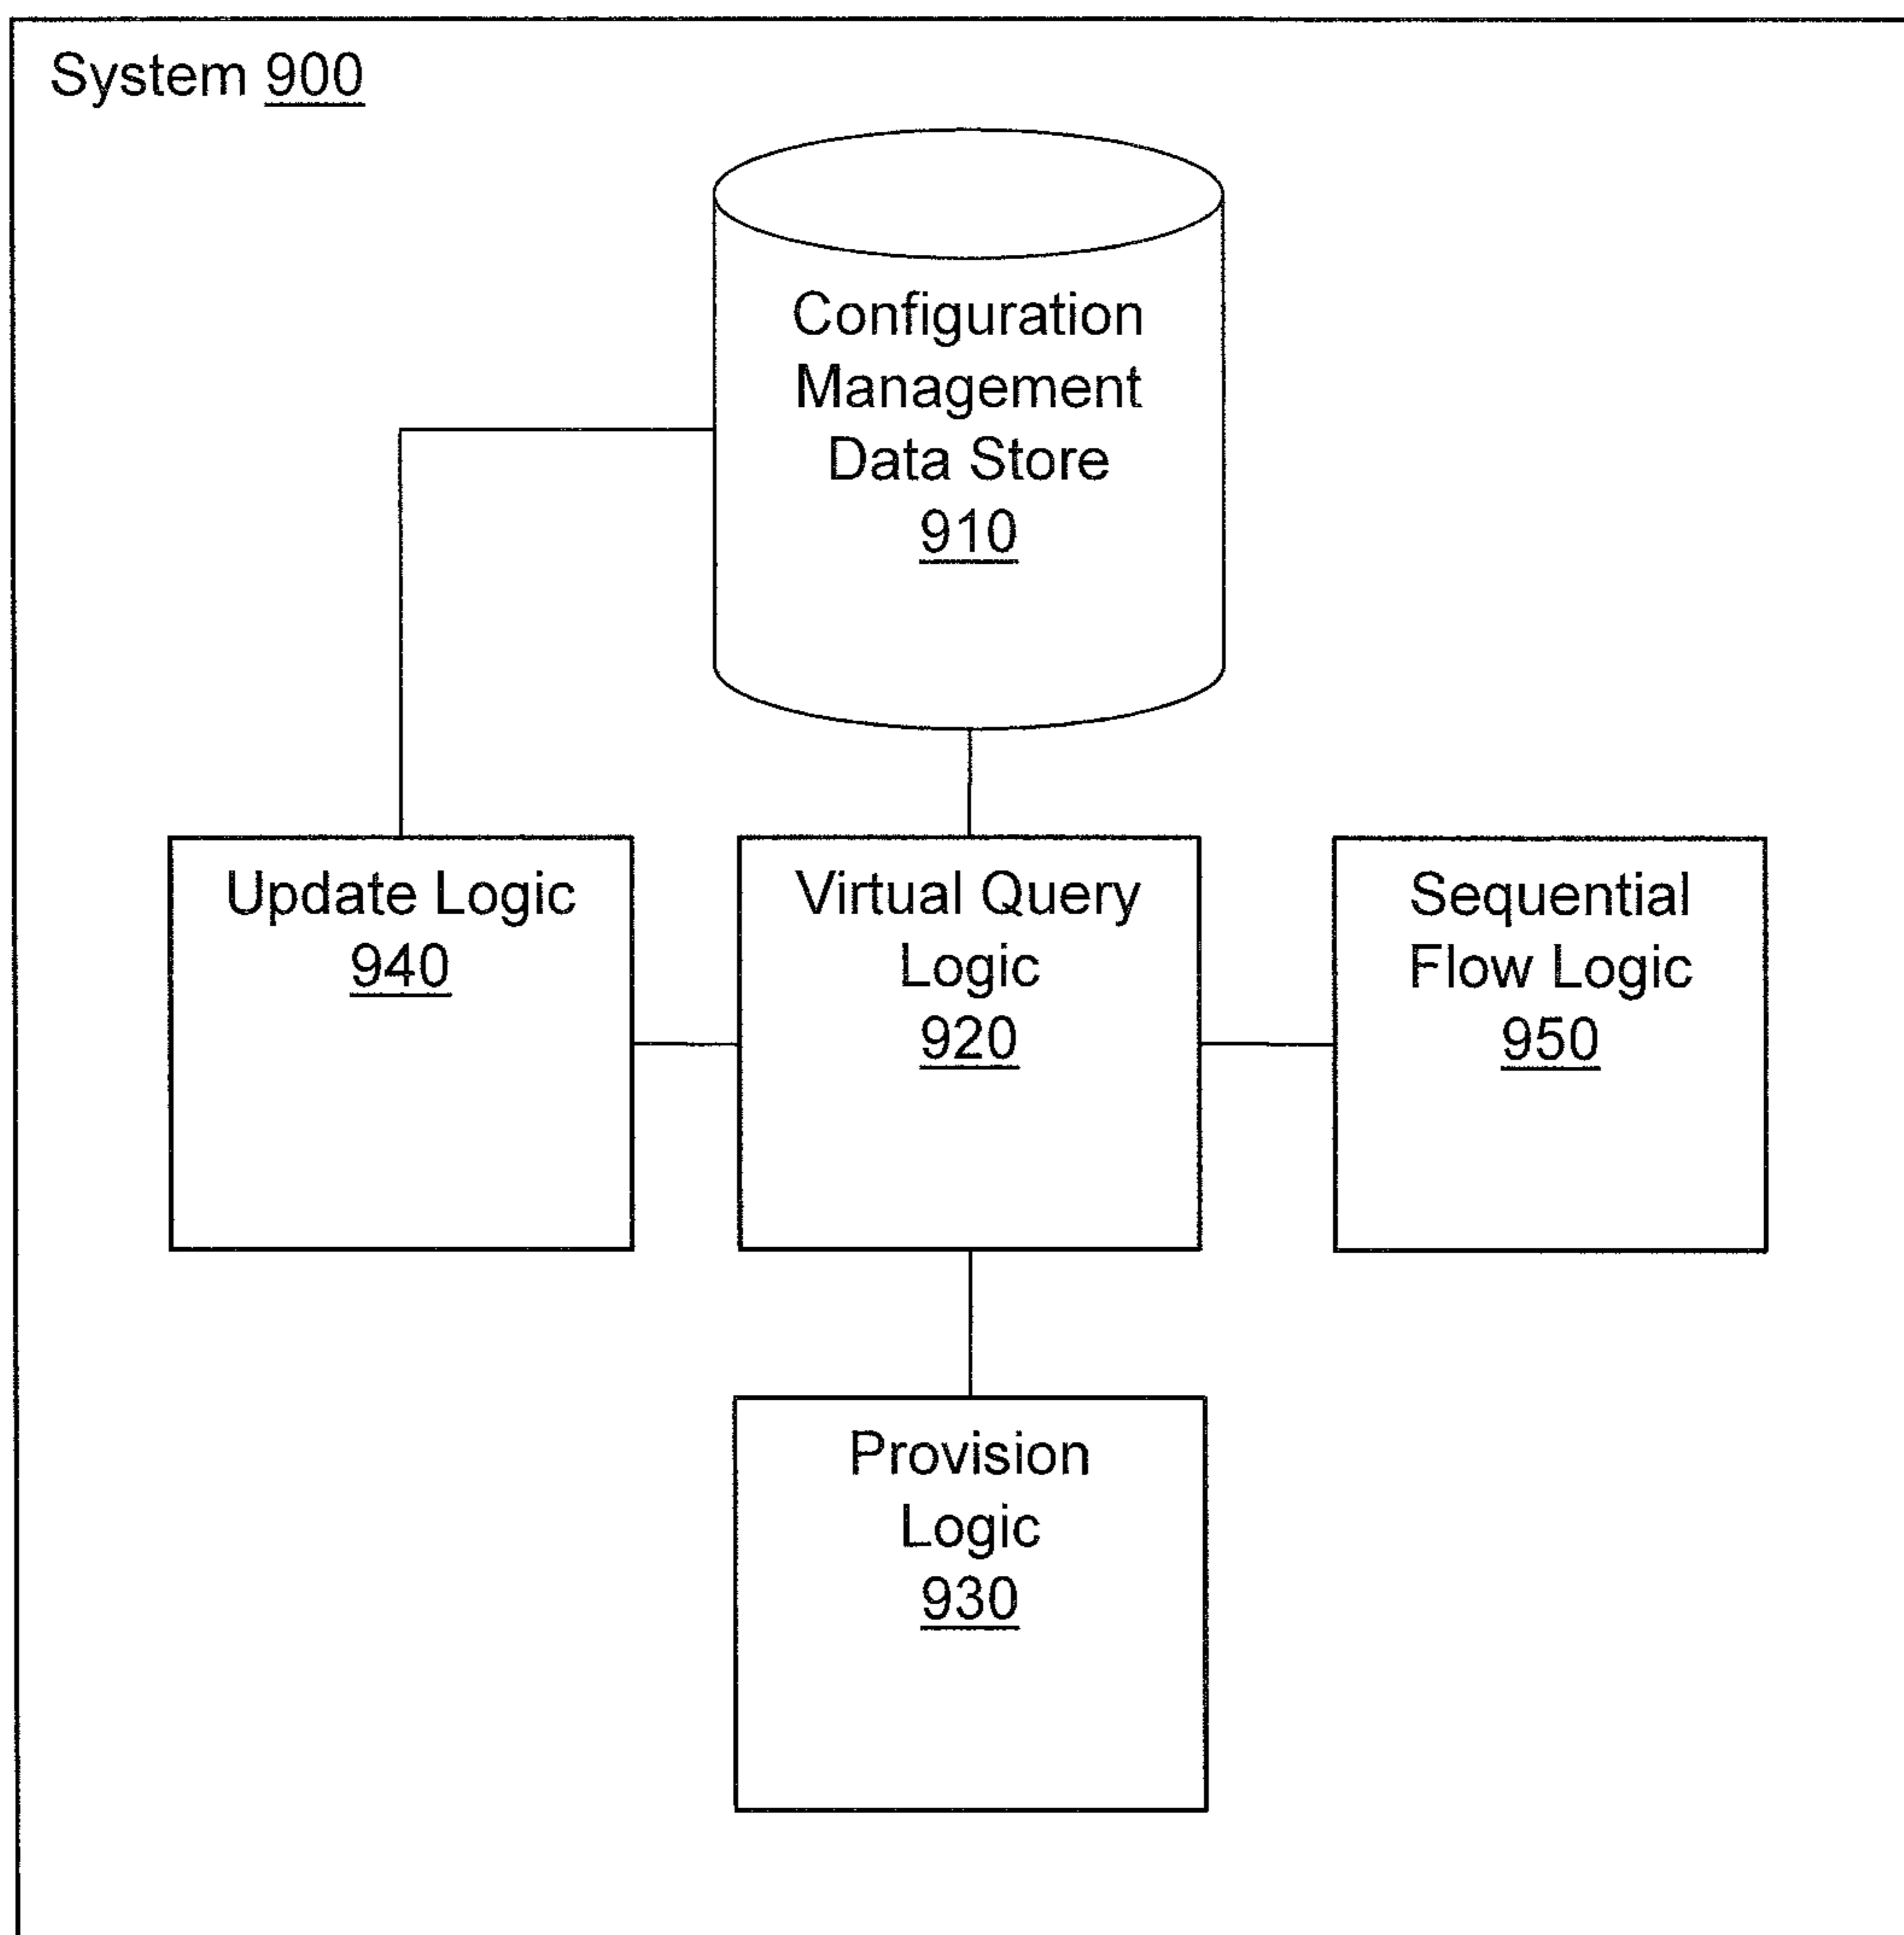 System 900
Configuration
Management
Data Store
910
Update Logic
940
Virtual Query
Logic
920
Sequential
Flow Logic
950
Provision
Logic
930